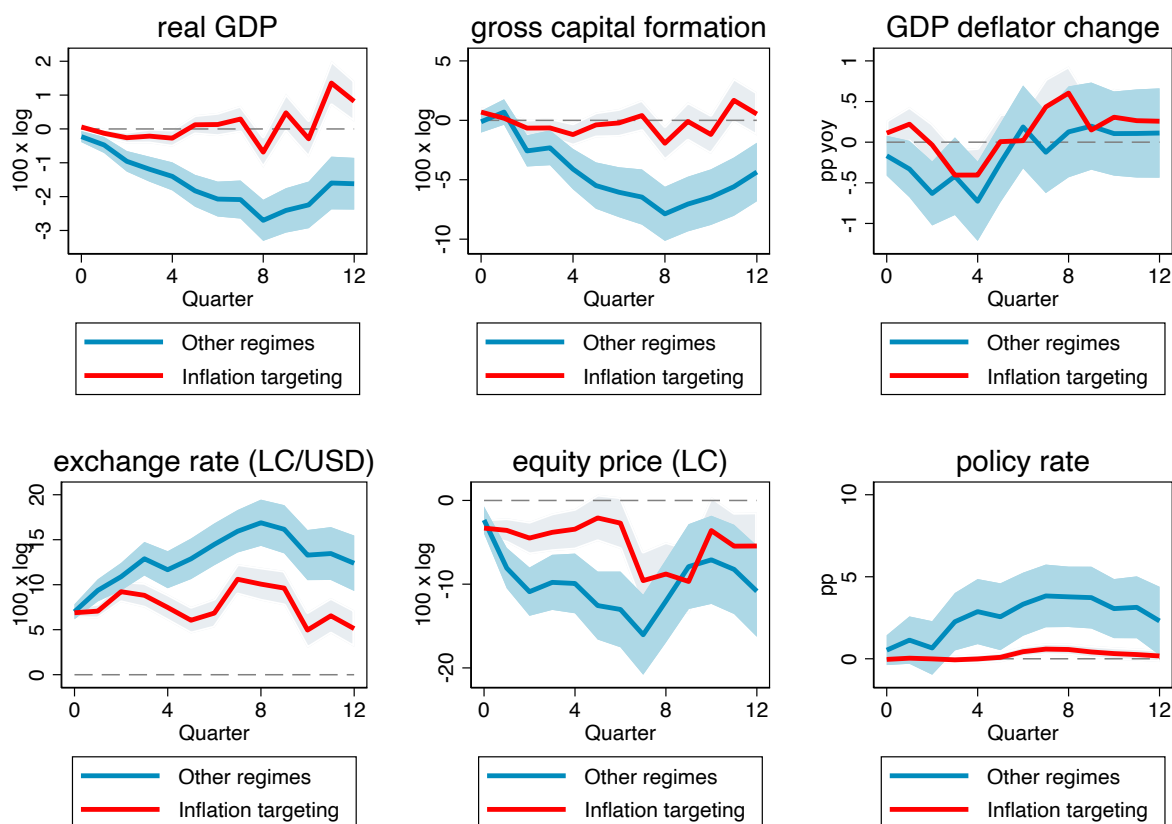 real GDP
100 x log
2
1
0
-1
-2
-3
0 4 8 12
Quarter
Other regimes
Inflation targeting
gross capital formation
100 x log
5
0
-5
-10
0 4 8 12
Quarter
Other regimes
Inflation targeting
GDP deflator change
pp yoy
1
.5
0
-.5
-1
0 4 8 12
Quarter
Other regimes
Inflation targeting
exchange rate (LC/USD)
100 x log
20
15
10
5
0
0 4 8 12
Quarter
Other regimes
Inflation targeting
equity price (LC)
100 x log
0
-10
-20
0 4 8 12
Quarter
Other regimes
Inflation targeting
policy rate
pp
10
5
0
0 4 8 12
Quarter
Other regimes
Inflation targeting